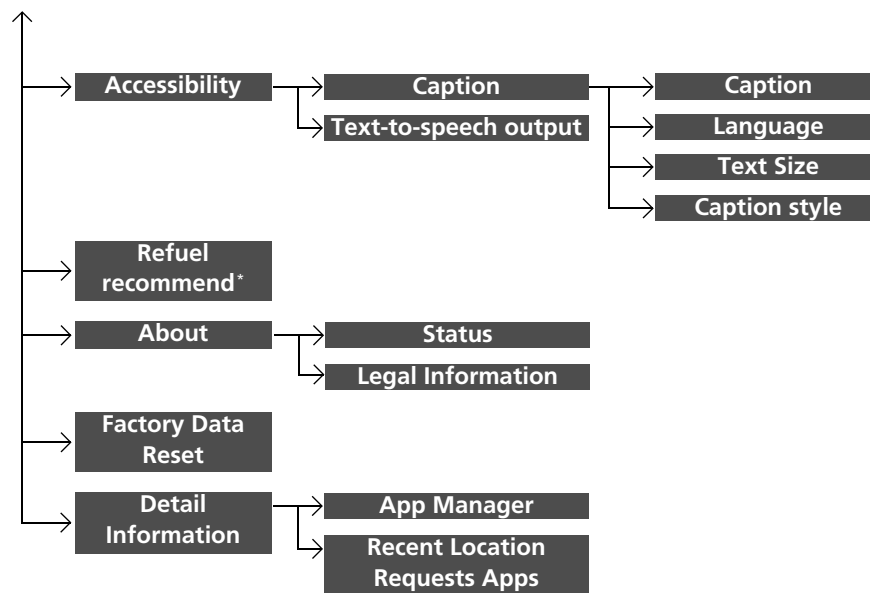 Accessibility
Caption
Caption
Text-to-speech output
Language
Text Size
Caption style
Refuel
recommend*
About
Status
Legal Information
Factory Data
Reset
Detail
Information
App Manager
Recent Location
Requests Apps